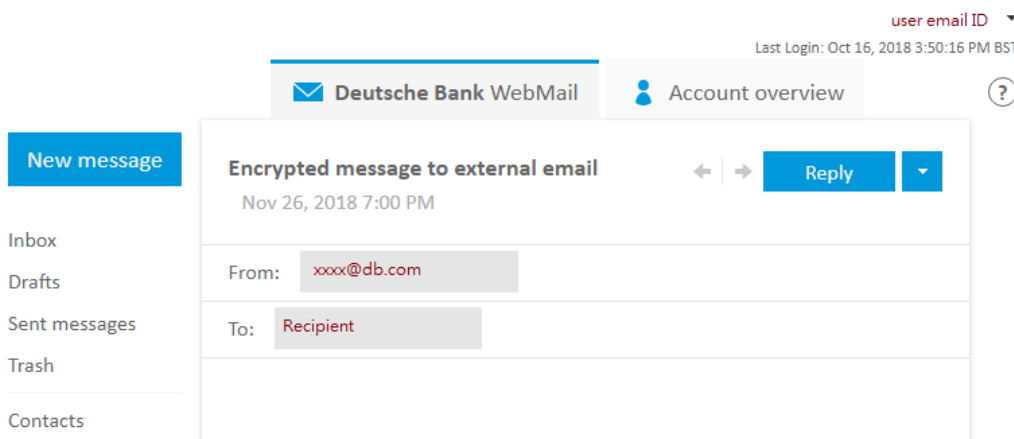 user email ID
Last Login: Oct 16, 2018 3:50:16 PM BST
Deutsche Bank WebMail
Account overview
?
New message
Encrypted message to external email
Reply
Nov 26, 2018 7:00 PM
Inbox
From: xxxx@db.com
Drafts
Sent messages
To: Recipient
Trash
Contacts